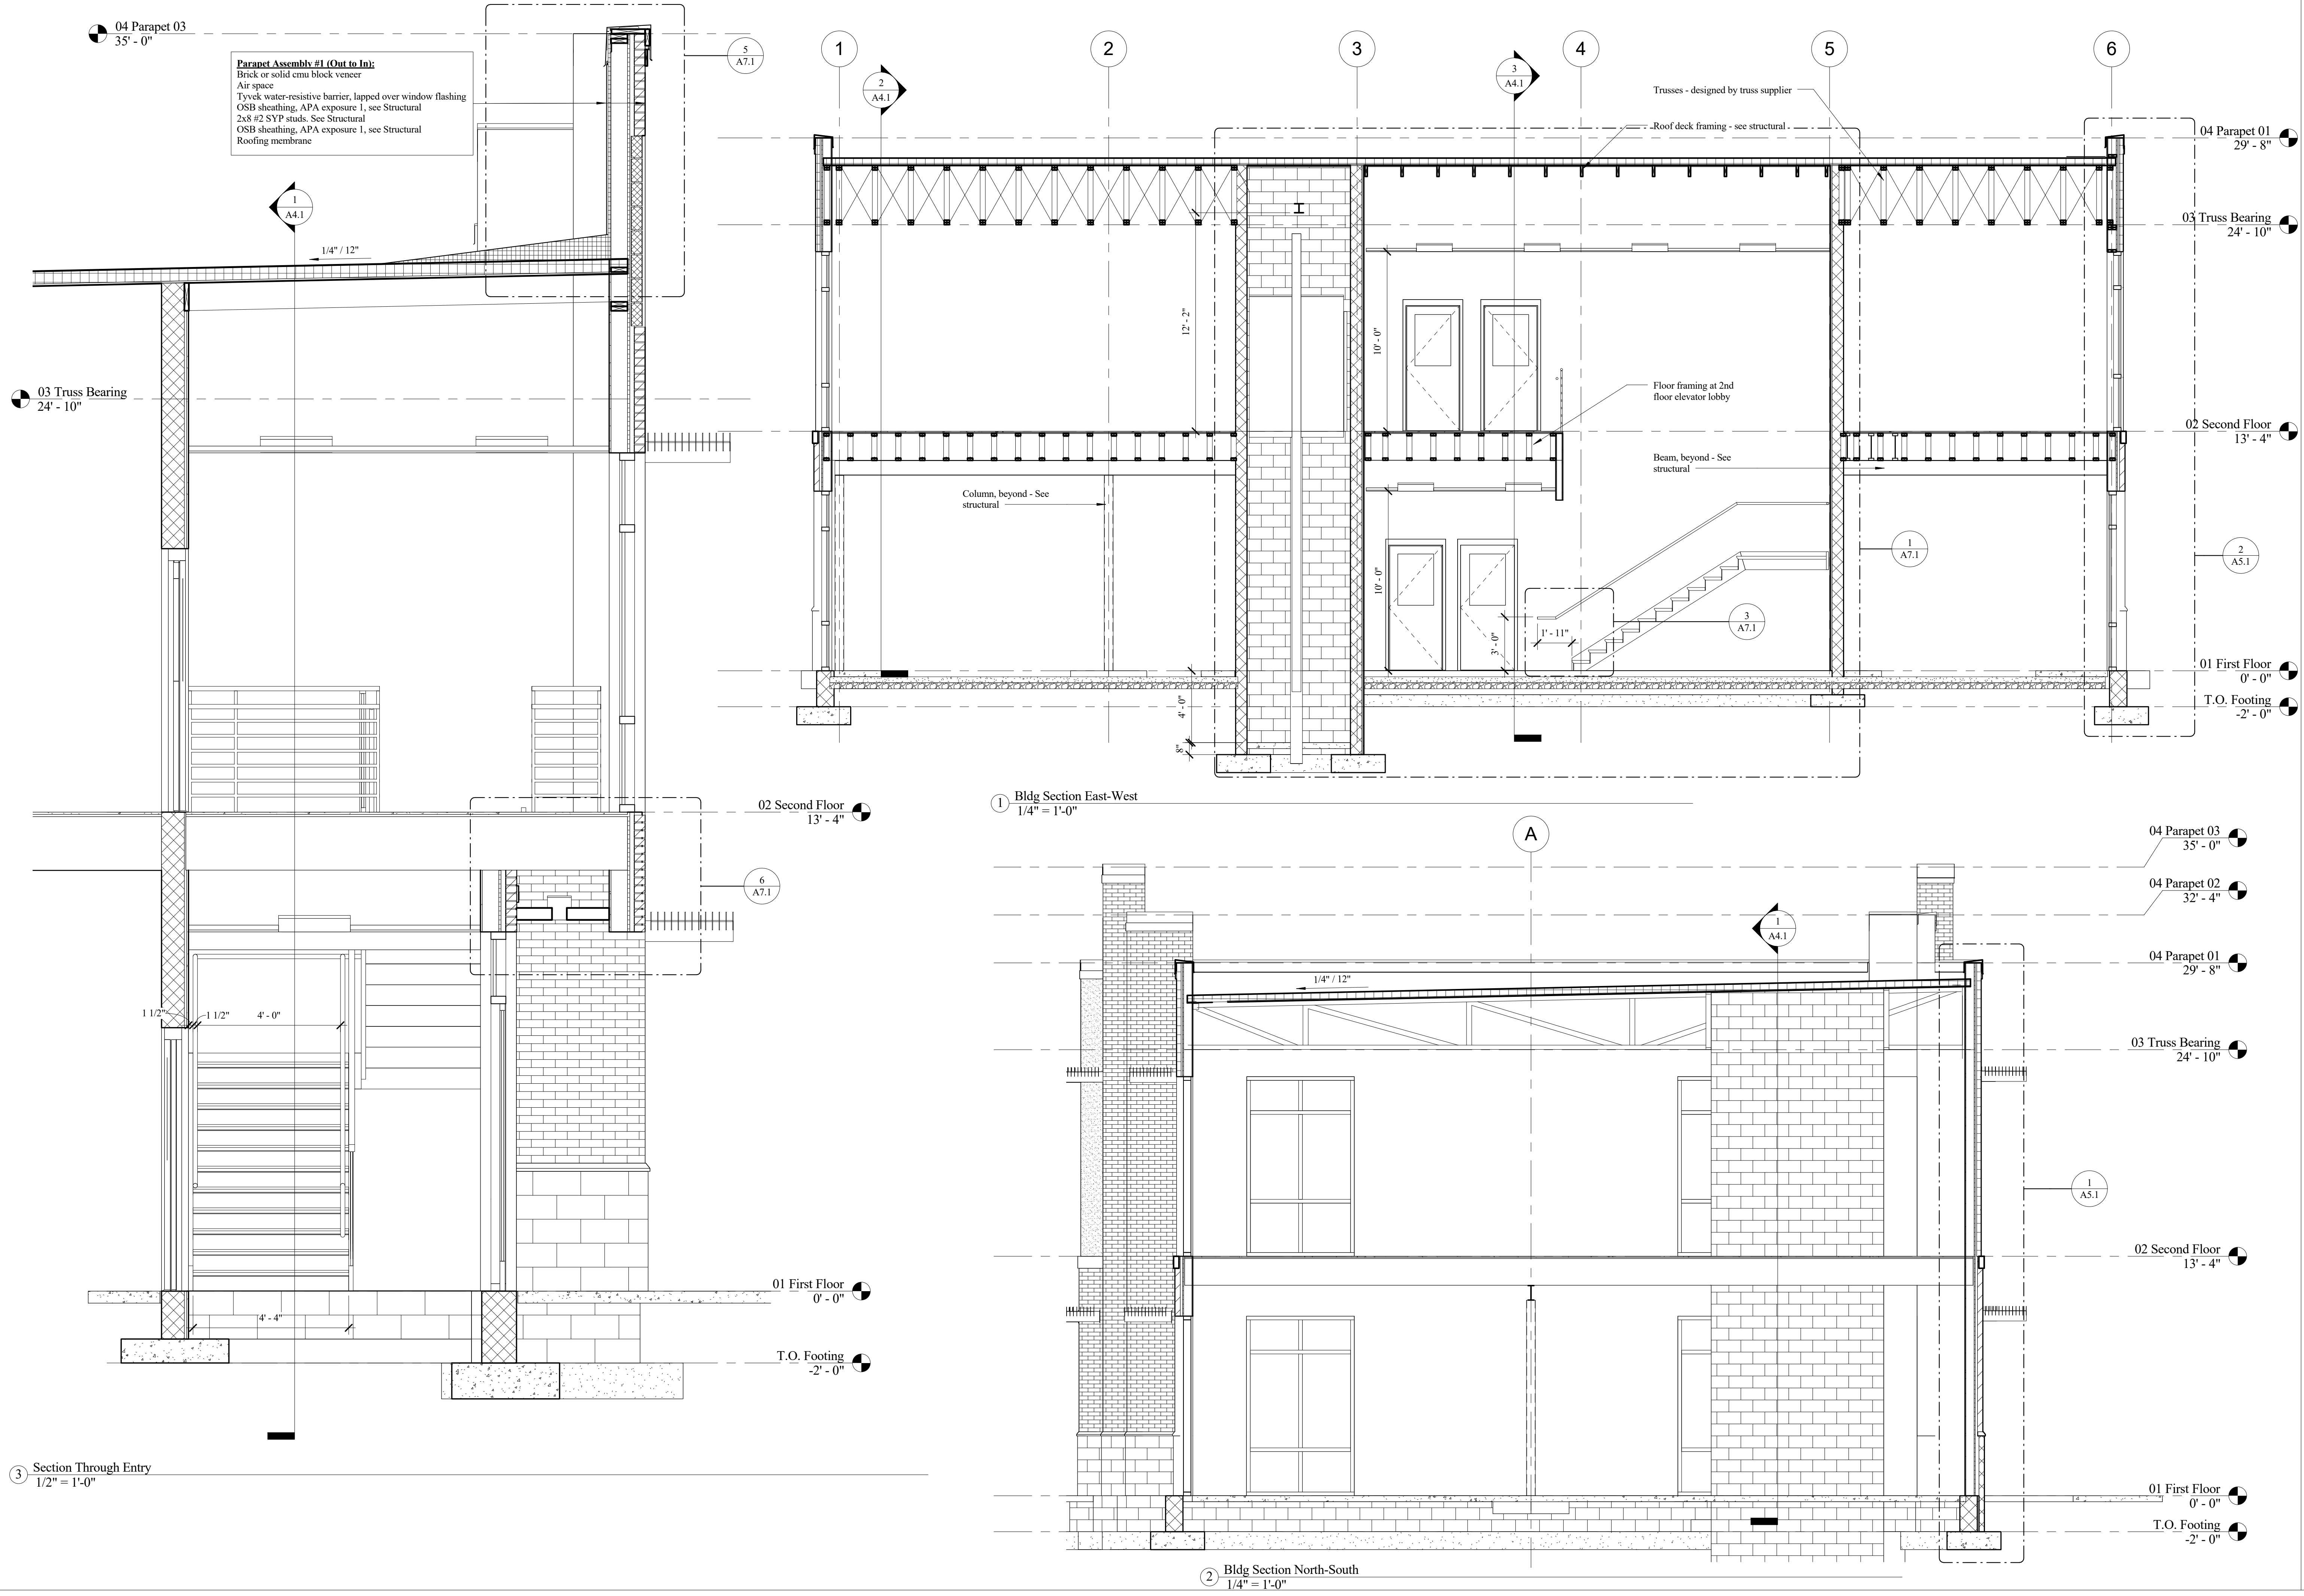 04 Parapet 03
35' - 0"
Parapet Assembly #1 (Out to In):
Brick or solid cmu block veneer
Air space
Tyvek water-resistive barrier, lapped over window flashing
OSB sheathing, APA exposure 1, see Structural
2x8 #2 SYP studs. See Structural
OSB sheathing, APA exposure 1, see Structural
Roofing membrane
5
A7.1
1
A4.1
1/4" / 12"
03 Truss Bearing
24' - 10"
02 Second Floor
13' - 4"
6
A7.1
1 1/2"
1 1/2"
4' - 0"
4' - 4"
01 First Floor
0' - 0"
T.O. Footing
-2' - 0"
3
Section Through Entry
1/2" = 1'-0"
1
2
3
4
5
6
2
A4.1
3
A4.1
Trusses - designed by truss supplier
Roof deck framing - see structural
04 Parapet 01
29' - 8"
03 Truss Bearing
24' - 10"
12' - 2"
10' - 0"
Floor framing at 2nd
floor elevator lobby
02 Second Floor
13' - 4"
Beam, beyond - See
structural
Column, beyond - See
structural
1
A7.1
2
A5.1
10' - 0"
3' - 0"
1' - 11"
3
A7.1
01 First Floor
0' - 0"
T.O. Footing
-2' - 0"
4' - 0"
8"
1
Bldg Section East-West
1/4" = 1'-0"
A
04 Parapet 03
35' - 0"
04 Parapet 02
32' - 4"
1
A4.1
04 Parapet 01
29' - 8"
1/4" / 12"
03 Truss Bearing
24' - 10"
1
A5.1
02 Second Floor
13' - 4"
01 First Floor
0' - 0"
T.O. Footing
-2' - 0"
2
Bldg Section North-South
1/4" = 1'-0"